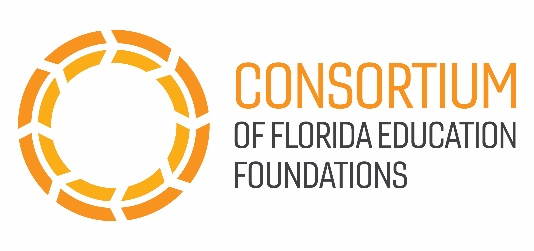 CONSORTIUM
OF FLORIDA EDUCATION
FOUNDATIONS